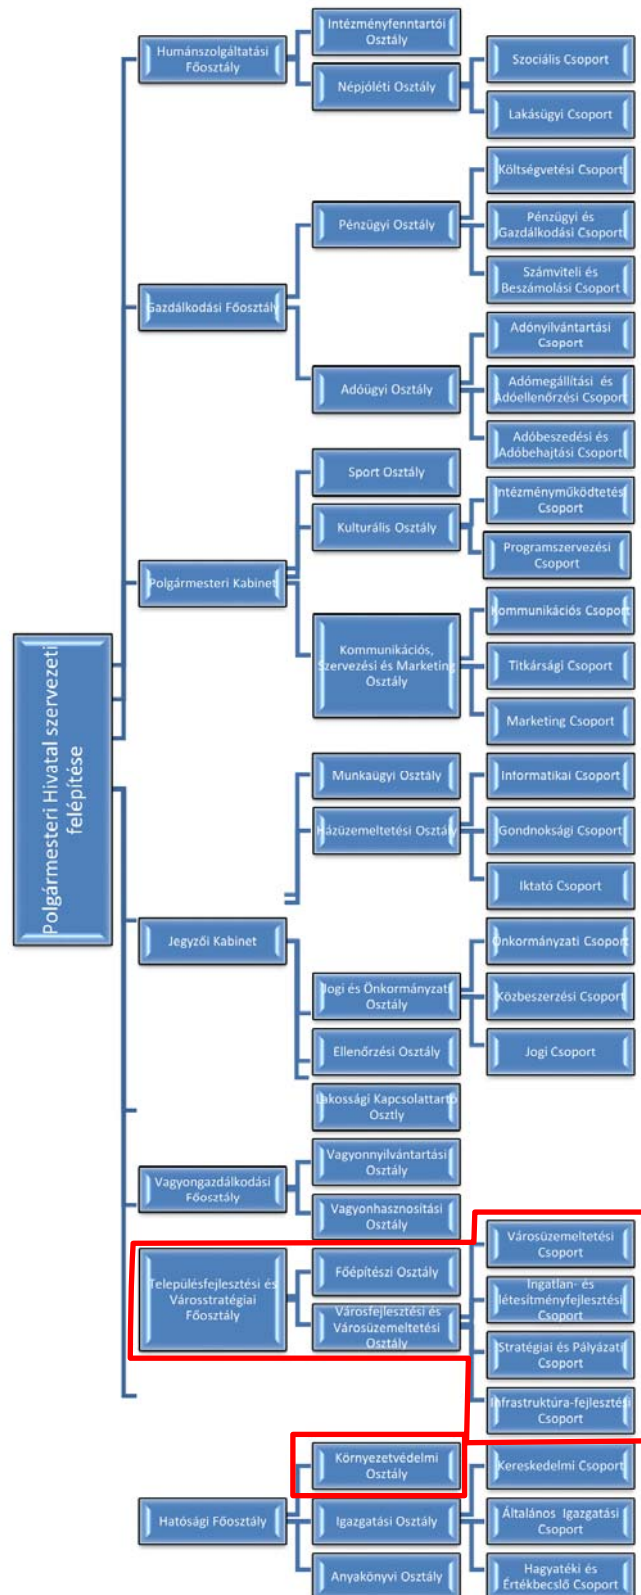 Polgármesteri Hivatal szervezeti
felépítése
Humánszolgáltatási
Főosztály
Intézményfenntartói
Osztály
Népjóléti Osztály
Szociális Csoport
Lakásügyi Csoport
Gazdálkodási Főosztály
Pénzügyi Osztály
Költségvetési Csoport
Pénzügyi és
Gazdálkodási Csoport
Számviteli és
Beszámolási Csoport
Adóügyi Osztály
Adónyilvántartási
Csoport
Adómegállítási és
Adóellenőrzési Csoport
Adóbeszedési és
Adóbehajtási Csoport
Polgármesteri Kabinet
Sport Osztály
Kulturális Osztály
Intézményműködtetés
Csoport
Programszervezési
Csoport
Kommunikációs,
Szervezési és Marketing
Osztály
Kommunikációs Csoport
Titkársági Csoport
Marketing Csoport
Munkaügyi Osztály
Házüzemeltetési Osztály
Informatikai Csoport
Gondnoksági Csoport
Iktató Csoport
Jegyzői Kabinet
Jogi és Önkormányzati
Osztály
Önkormányzati Csoport
Közbeszerzési Csoport
Jogi Csoport
Ellenőrzési Osztály
Lakossági Kapcsolattartó
Osztly
Vagyongazdálkodási
Főosztály
Vagyonnyilvántartási
Osztály
Vagyonhasznosítási
Osztály
Településfejlesztési és
Városstratégiai
Főosztály
Főépítészi Osztály
Városfejlesztési és
Városüzemeltetési
Osztály
Városüzemeltetési
Csoport
Ingatlan- és
létesítményfejlesztési
Csoport
Stratégiai és Pályázati
Csoport
Infrastruktúra-fejlesztési
Csoport
Hatósági Főosztály
Környezetvédelmi
Osztály
Igazgatási Osztály
Kereskedelmi Csoport
Általános Igazgatási
Csoport
Hagyatéki és
Értékbecslő Csoport
Anyakönyvi Osztály